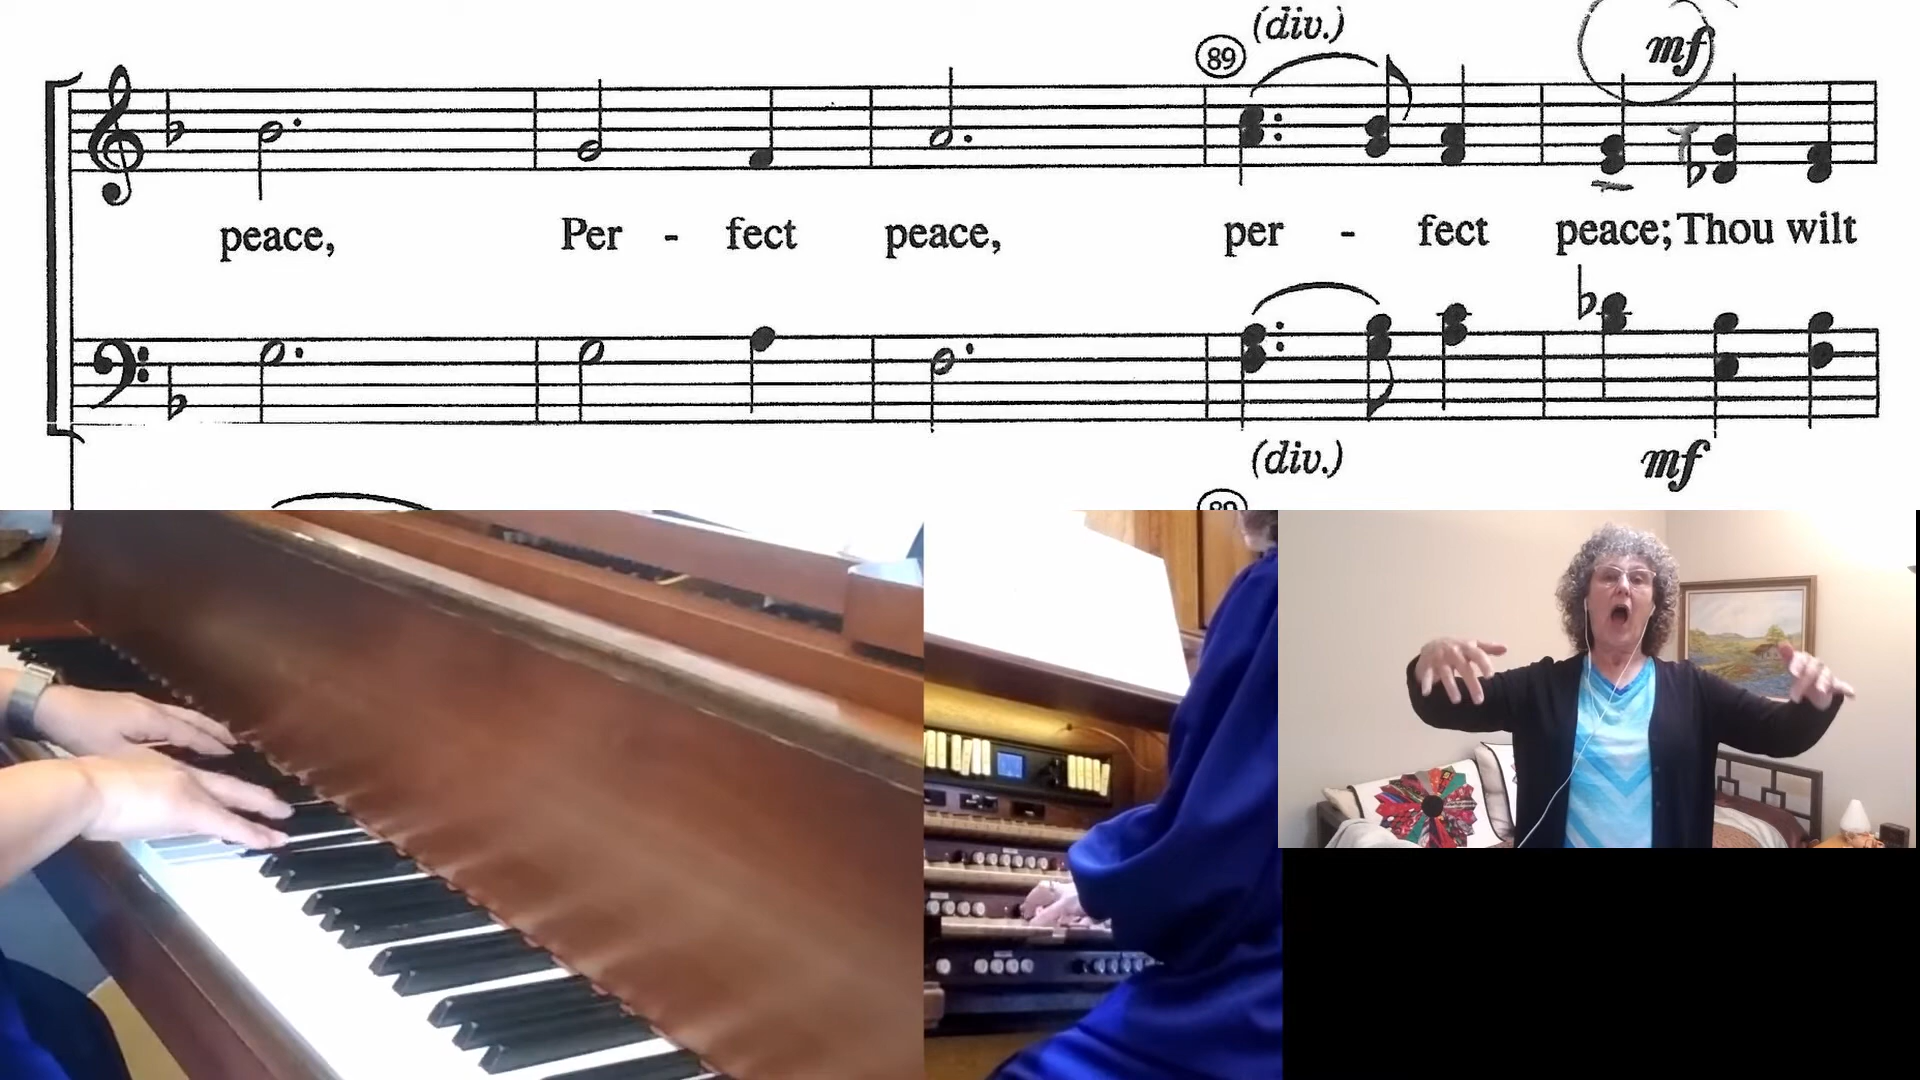 (div.)
89
mf
peace, Per - fect peace, per - fect peace; Thou wilt
(div.)
mf
89